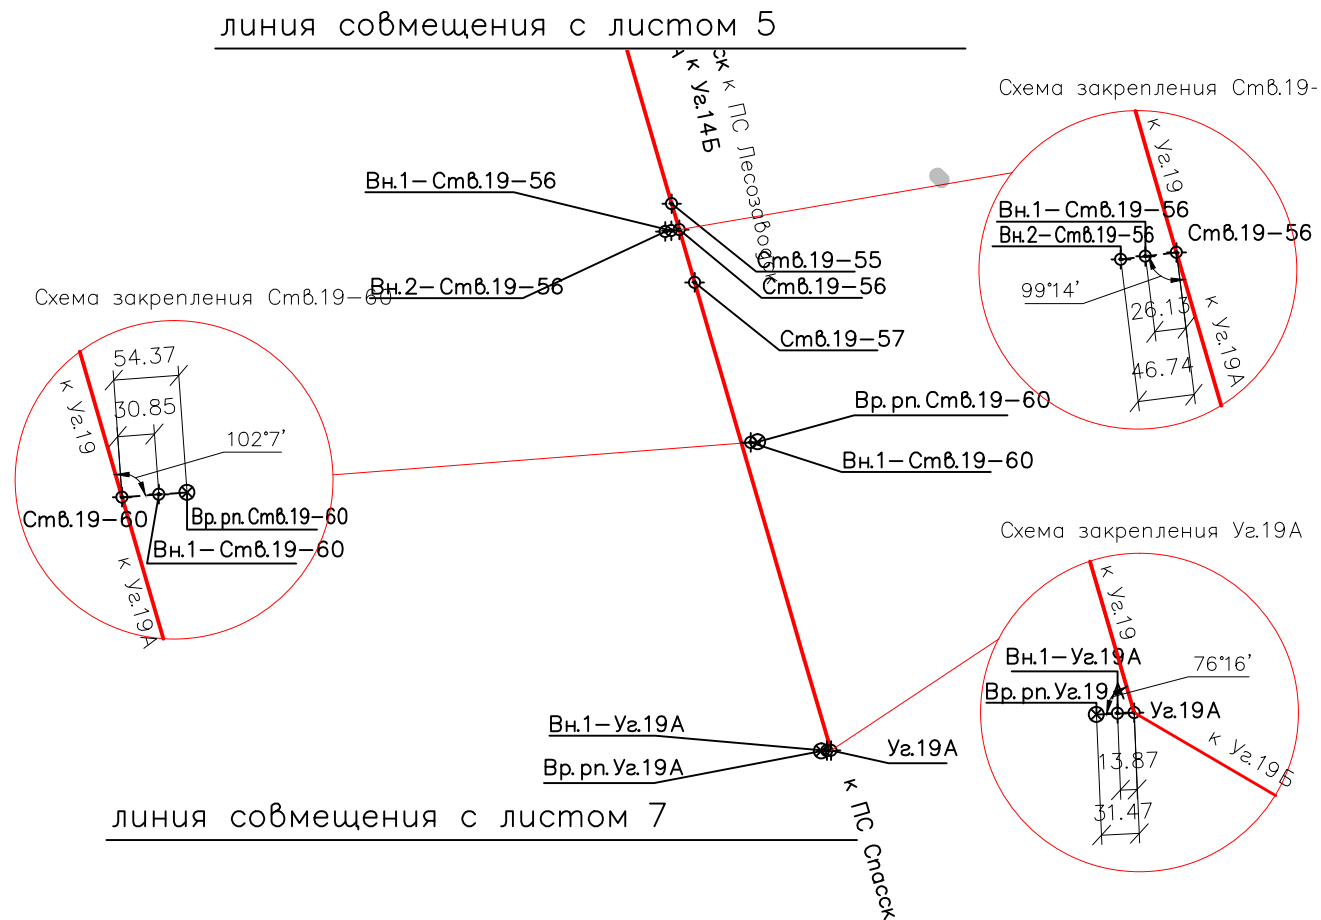 линия совмещения с листом 5
ск к ПС Лесозаводск
к Уг.14Б
Вн.1-Ств.19-56
Вн.2-Ств.19-56
Ств.19-55
Ств.19-56
Ств.19-57
Вр.рп.Ств.19-60
Вн.1-Ств.19-60
Вн.1-Уг.19А
Вр.рп.Уг.19А
Уг.19А
к ПС Спасск
линия совмещения с листом 7
Схема закрепления Ств.19-
к Уг.19
Вн.1-Ств.19-56
Вн.2-Ств.19-56
Ств.19-56
99°14'
26.13
46.74
к Уг.19А
Схема закрепления Ств.19-60
54.37
30.85
к Уг.19
102°7'
Ств.19-60
Вр.рп.Ств.19-60
Вн.1-Ств.19-60
к Уг.19А
Схема закрепления Уг.19А
к Уг.19
Вн.1-Уг.19А
76°16'
Вр.рп.Уг.19А
Уг.19А
к Уг.19Б
13.87
31.47